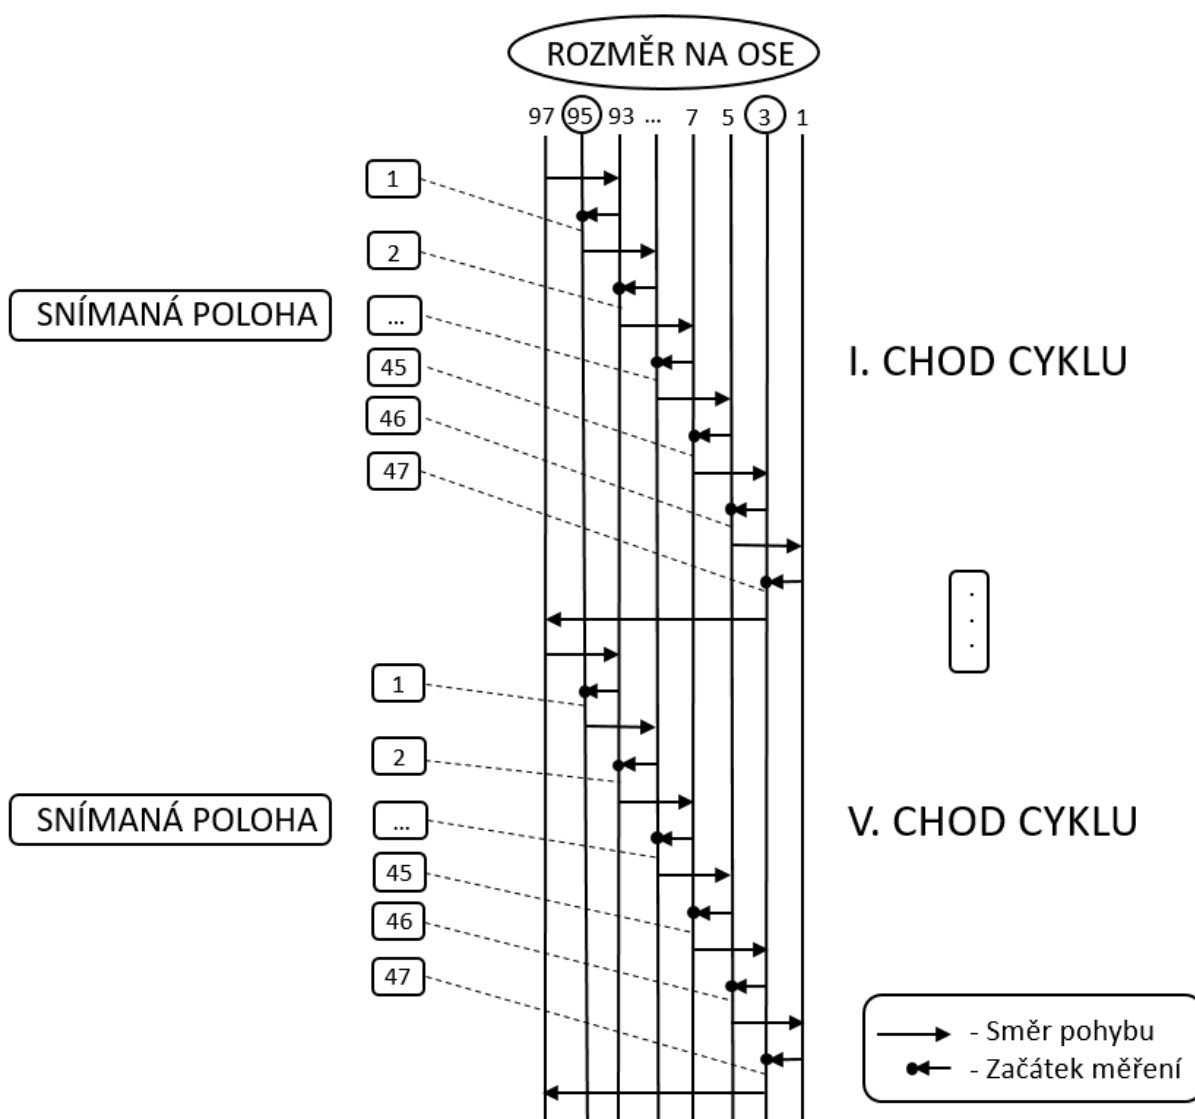 ROZMĚR NA OSE
97 95 93 ... 7 5 3 1
1
2
SNÍMANÁ POLOHA
...
45
I. CHOD CYKLU
46
47
.
.
.
1
2
SNÍMANÁ POLOHA
...
V. CHOD CYKLU
45
46
47
- Směr pohybu
- Začátek měření